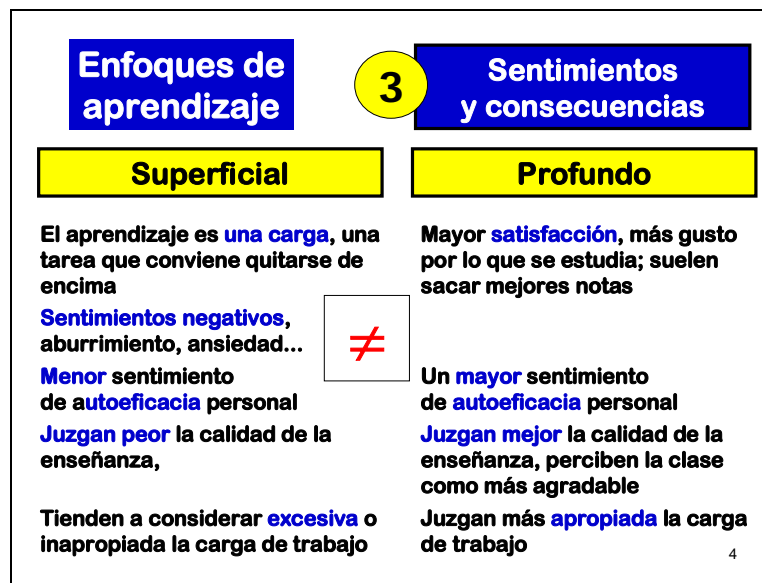 Enfoques de
aprendizaje
3
Sentimientos
y consecuencias
Superficial
El aprendizaje es una carga, una
tarea que conviene quitarse de
encima
Sentimientos negativos,
aburrimiento, ansiedad...
Menor sentimiento
de autoeficacia personal
Juzgan peor la calidad de la
enseñanza,
Tienden a considerar excesiva o
inapropiada la carga de trabajo
≠
Profundo
Mayor satisfacción, más gusto
por lo que se estudia; suelen
sacar mejores notas
Un mayor sentimiento
de autoeficacia personal
Juzgan mejor la calidad de la
enseñanza, perciben la clase
como más agradable
Juzgan más apropiada la carga
de trabajo
4